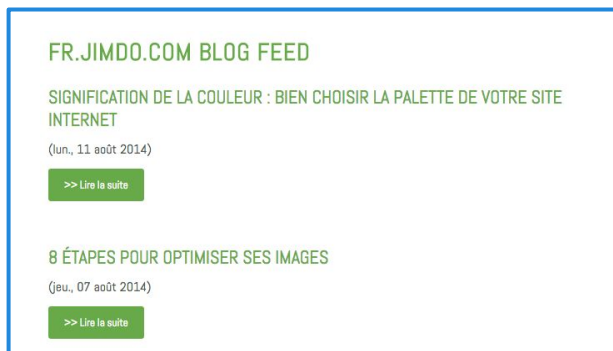 FR.JIMDO.COM BLOG FEED
SIGNIFICATION DE LA COULEUR : BIEN CHOISIR LA PALETTE DE VOTRE SITE
INTERNET
(lun., 11 août 2014)
>> Lire la suite
8 ÉTAPES POUR OPTIMISER SES IMAGES
(jeu., 07 août 2014)
>> Lire la suite